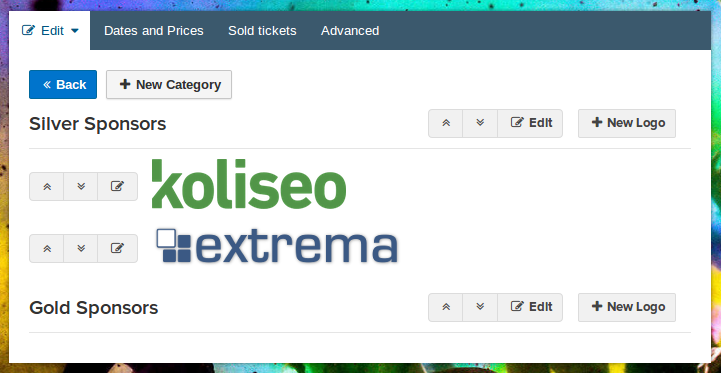 Edit Dates and Prices Sold tickets Advanced
Back New Category
Silver Sponsors Edit New Logo
koliseo
extrema
Gold Sponsors Edit New Logo